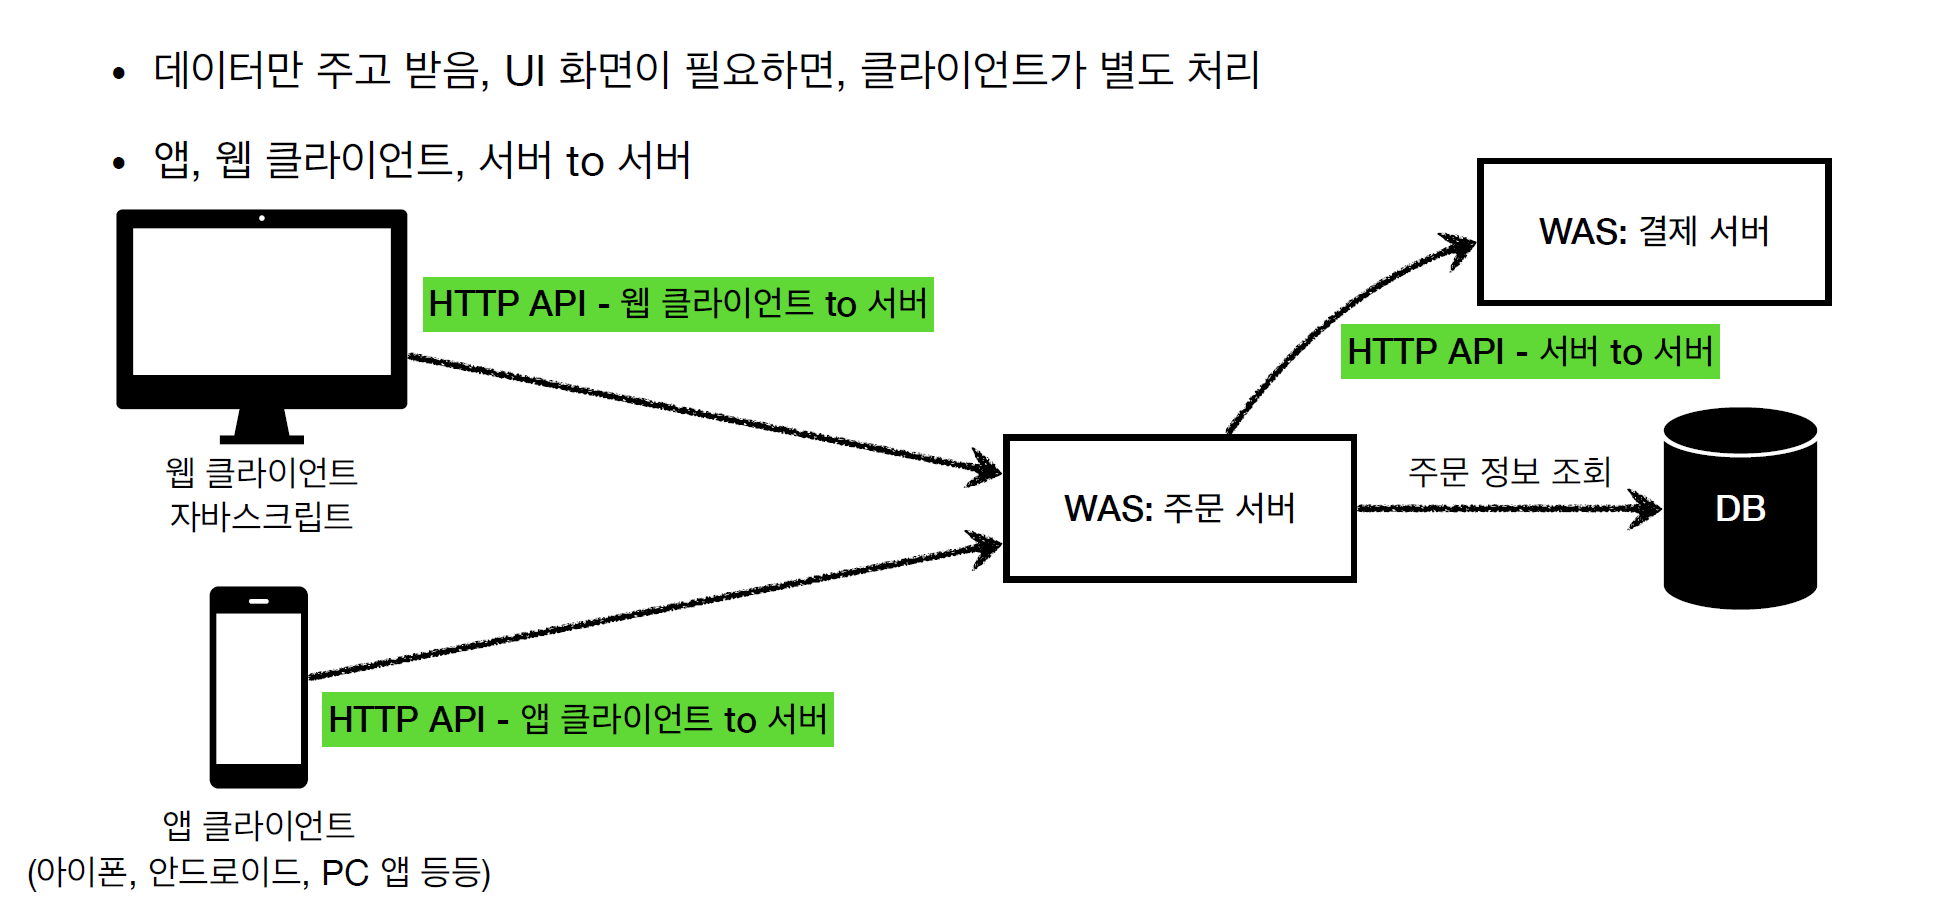 • 데이터만 주고 받음, UI 화면이 필요하면, 클라이언트가 별도 처리
• 앱, 웹 클라이언트, 서버 to 서버
WAS: 결제 서버
HTTP API - 웹 클라이언트 to 서버
HTTP API - 서버 to 서버
웹 클라이언트
자바스크립트
주문 정보 조회
WAS: 주문 서버
DB
HTTP API - 앱 클라이언트 to 서버
앱 클라이언트
(아이폰, 안드로이드, PC 앱 등등)